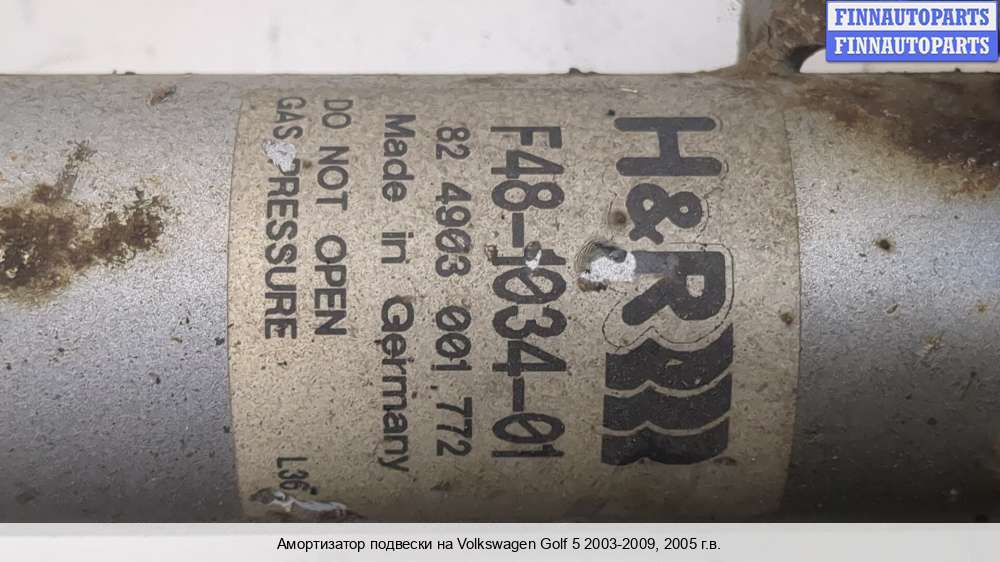 FINNAUTOPARTS
FINNAUTOPARTS
H&R
F48-1034-01
82 4903 001,772
Made in Germany
DO NOT OPEN
GAS PRESSURE
L36
Амортизатор подвески на Volkswagen Golf 5 2003-2009, 2005 г.в.